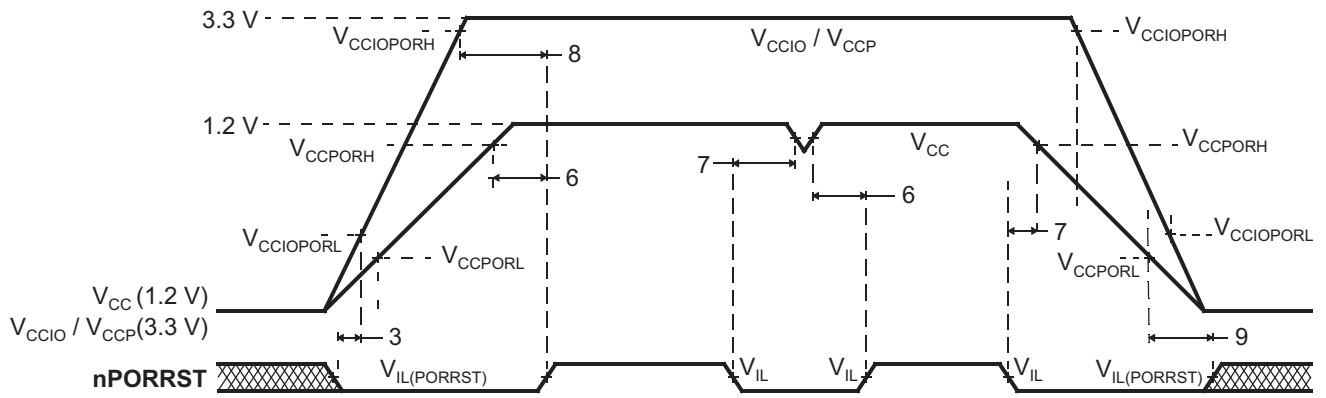 3.3 V
V_CCIOPORH
8
V_CCIO / V_CCP
V_CCIOPORH
1.2 V
V_CCPORH
6
7
V_CC
6
V_CCPORH
7
V_CCIOPORL
V_CCPORL
V_CCIOPORL
V_CCPORL
V_CC (1.2 V)
V_CCIO / V_CCP(3.3 V)
3
9
nPORRST
V_IL(PORRST)
V_IL
V_IL
V_IL
V_IL(PORRST)